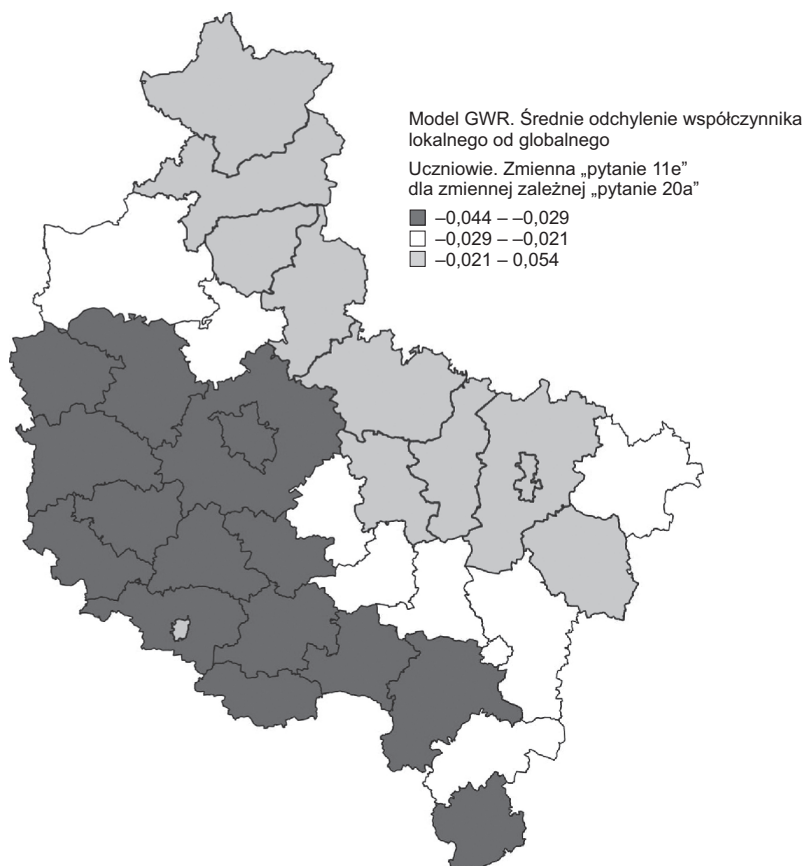 Model GWR. Średnie odchylenie współczynnika
lokalnego od globalnego
Uczniowie. Zmienna „pytanie 11e”
dla zmiennej zależnej „pytanie 20a”
–0,044 – –0,029
–0,029 – –0,021
–0,021 – 0,054